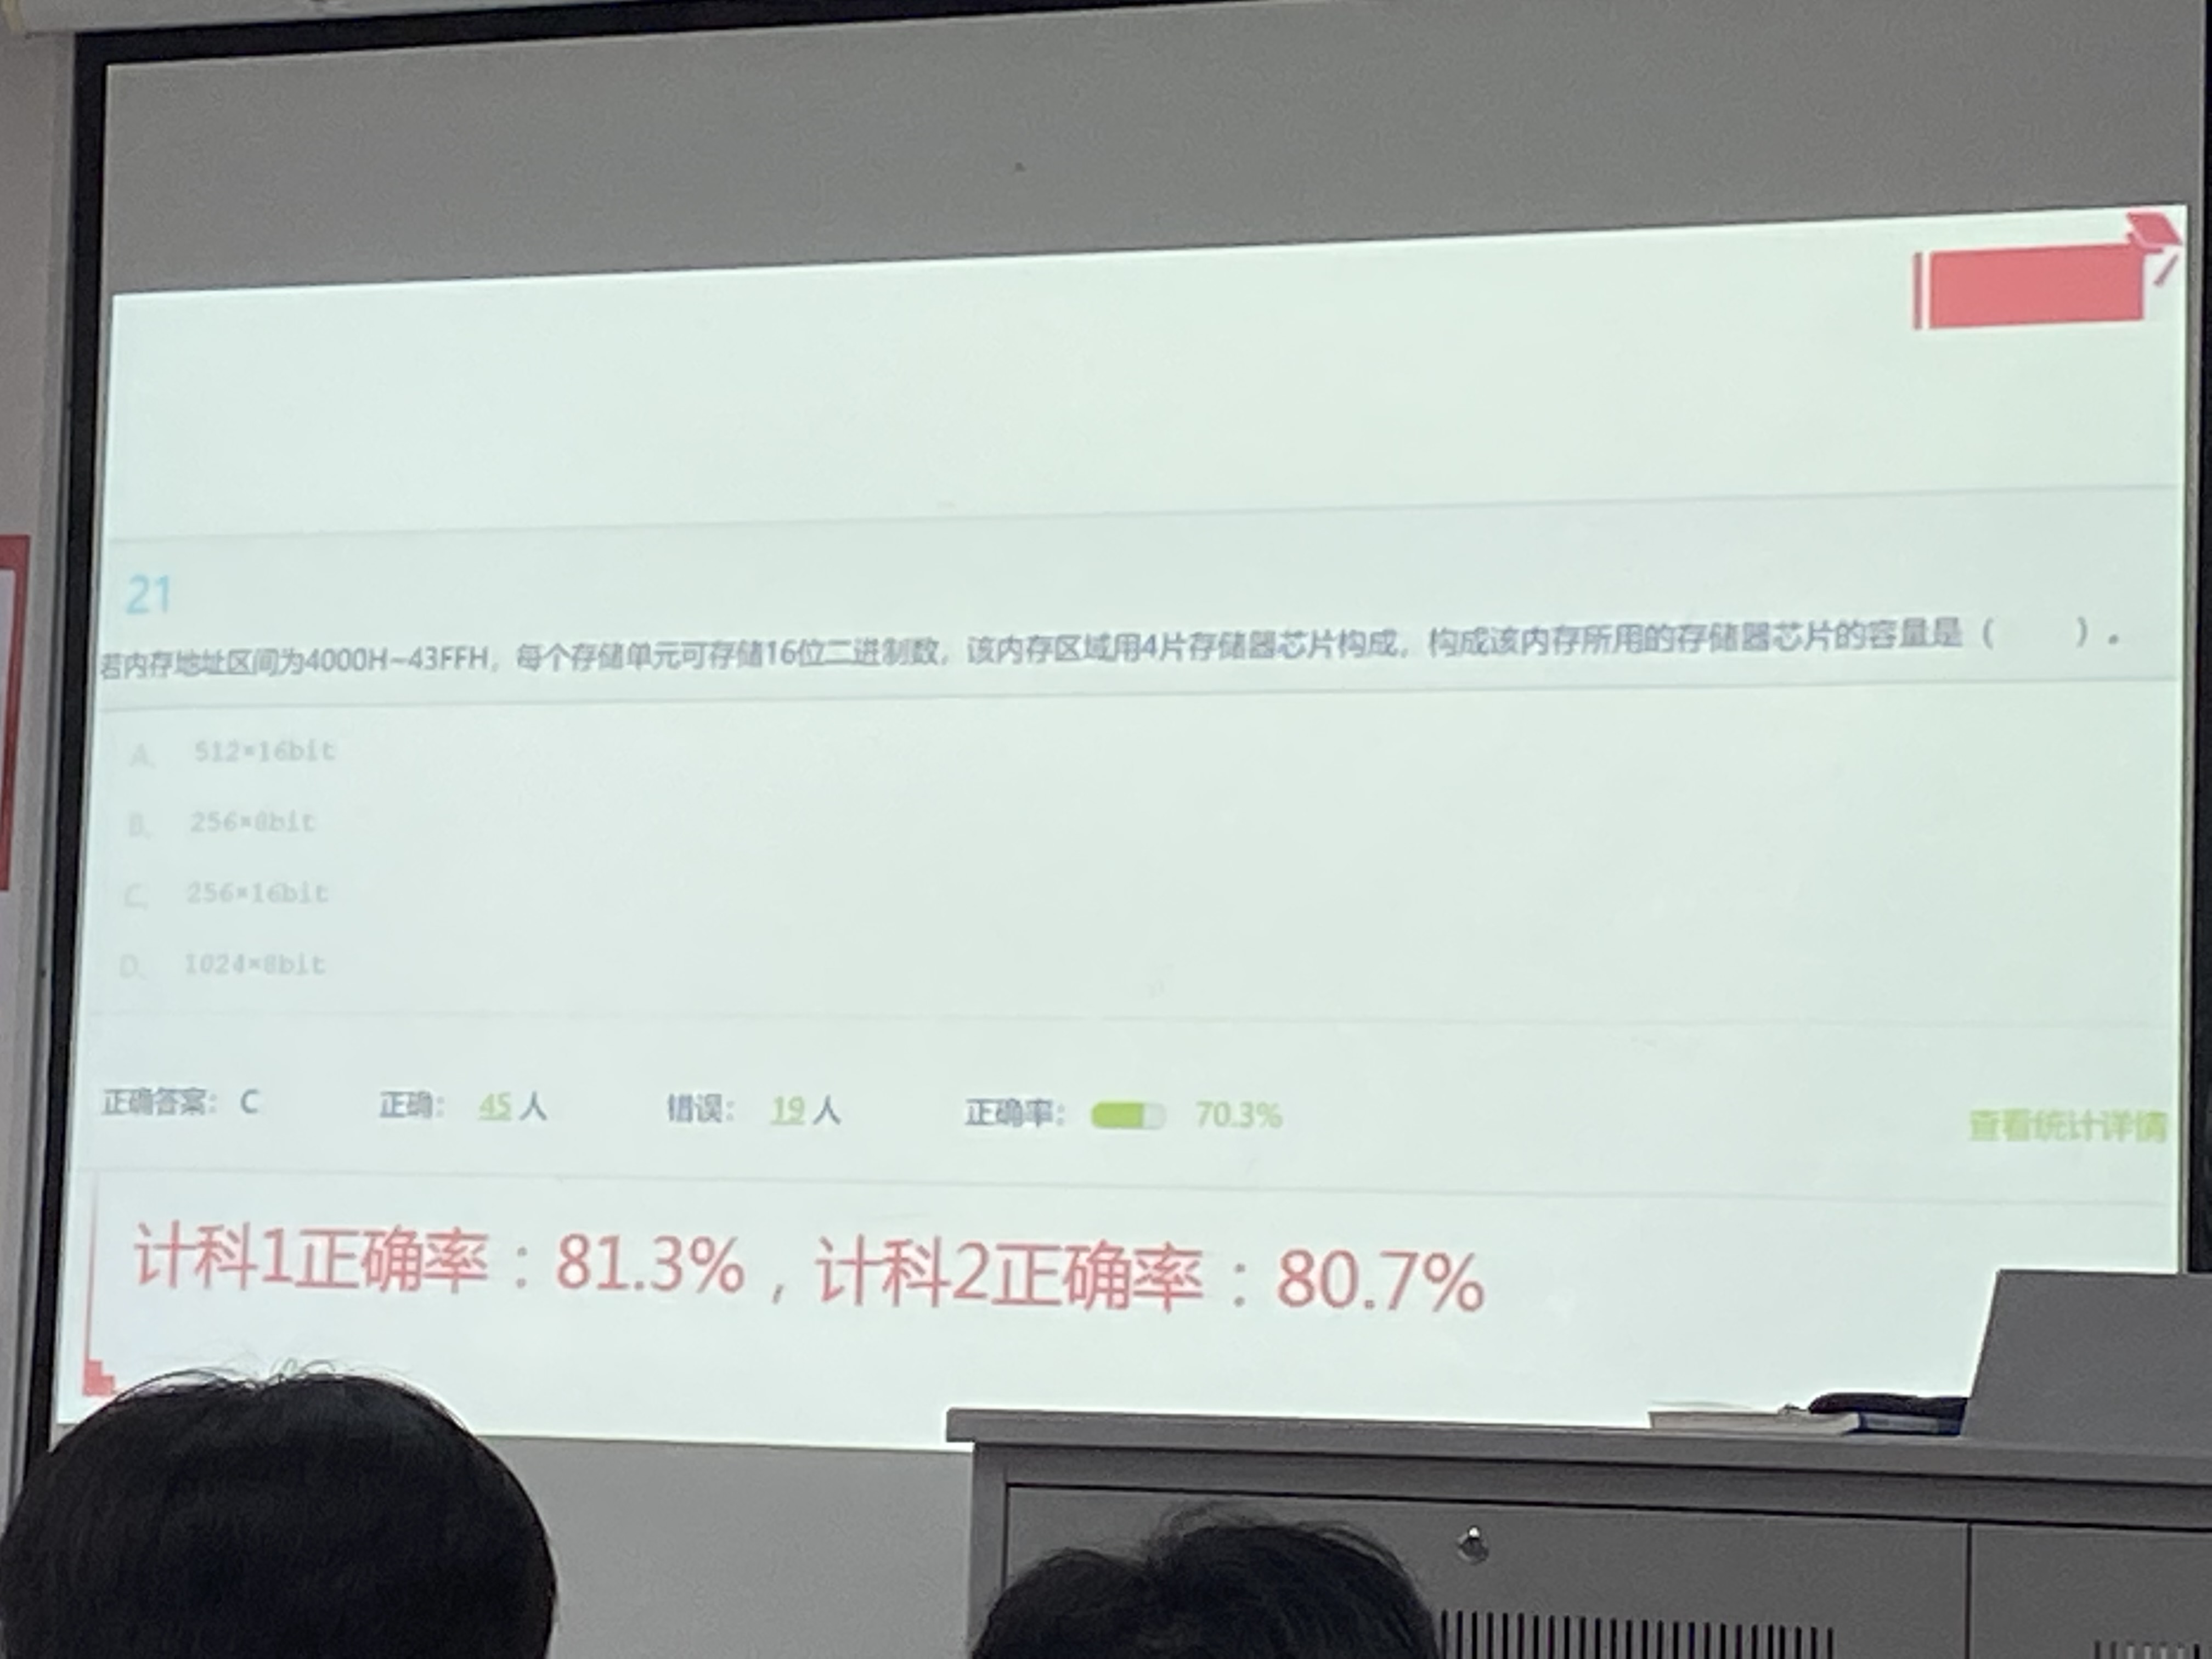 21
若内存地址区间为4000H~43FFH，每个存储单元可存储16位二进制数，该内存区域用4片存储器芯片构成，构成该内存所用的存储器芯片的容量是（　　）。
A、 512×16bit
B、 256×8bit
C、 256×16bit
D、 1024×8bit
正确答案： C 正确： 45 人 错误： 19 人 正确率： 70.3% 查看统计详情
计科1正确率：81.3%，计科2正确率：80.7%